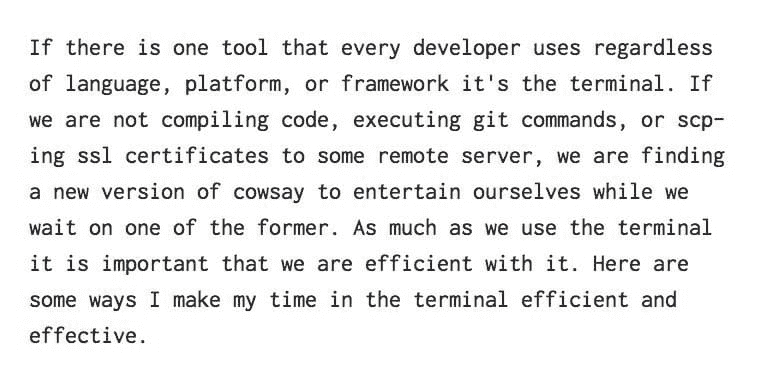 If there is one tool that every developer uses regardless
of language, platform, or framework it's the terminal. If
we are not compiling code, executing git commands, or scp-
ing ssl certificates to some remote server, we are finding
a new version of cowsay to entertain ourselves while we
wait on one of the former. As much as we use the terminal
it is important that we are efficient with it. Here are
some ways I make my time in the terminal efficient and
effective.